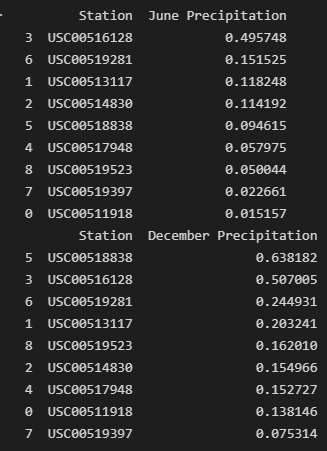 Station June Precipitation
3 USC00516128 0.495748
6 USC00519281 0.151525
1 USC00513117 0.118248
2 USC00514830 0.114192
5 USC00518838 0.094615
4 USC00517948 0.057975
8 USC00519523 0.050044
7 USC00519397 0.022661
0 USC00511918 0.015157
Station December Precipitation
5 USC00518838 0.638182
3 USC00516128 0.507005
6 USC00519281 0.244931
1 USC00513117 0.203241
8 USC00519523 0.162010
2 USC00514830 0.154966
4 USC00517948 0.152727
0 USC00511918 0.138146
7 USC00519397 0.075314